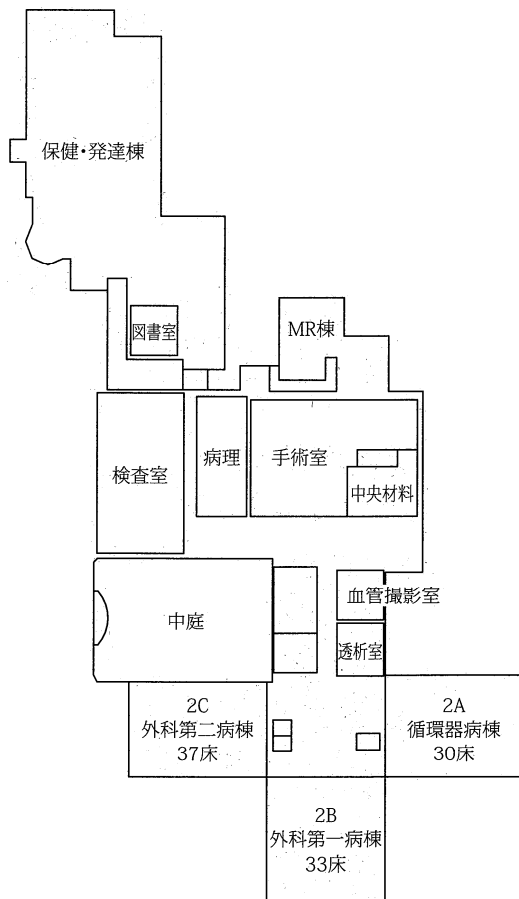 保健・発達棟
図書室
MR棟
検査室
病理
手術室
中央材料
血管撮影室
中庭
透析室
2C
外科第二病棟
37床
2A
循環器病棟
30床
2B
外科第一病棟
33床